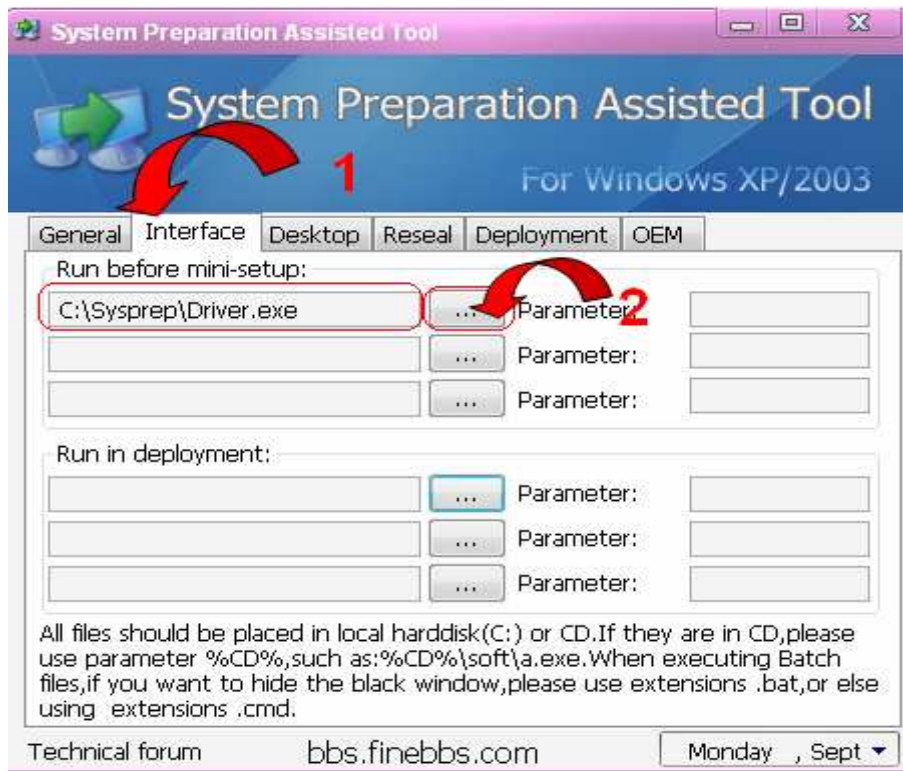 System Preparation Assisted Tool
System Preparation Assisted Tool
For Windows XP/2003
1
General Interface Desktop Reseal Deployment OEM
Run before mini-setup:
C:\Sysprep\Driver.exe ... Parameter: 2
... Parameter:
... Parameter:
Run in deployment:
... Parameter:
... Parameter:
... Parameter:
All files should be placed in local harddisk(C:) or CD.If they are in CD,please
use parameter %CD%,such as:%CD%\soft\a.exe.When executing Batch
files,if you want to hide the black window,please use extensions .bat,or else
using extensions .cmd.
Technical forum bbs.finebbs.com Monday , Sept